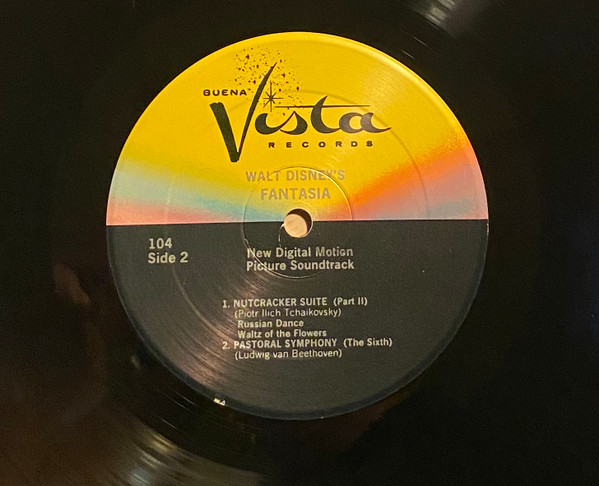 BUENA
Vista
RECORDS
WALT DISNEY'S
FANTASIA
104
Side 2
New Digital Motion
Picture Soundtrack
1. NUTCRACKER SUITE (Part II)
(Piotr Ilich Tchaikovsky)
Russian Dance
Waltz of the Flowers
2. PASTORAL SYMPHONY (The Sixth)
(Ludwig van Beethoven)